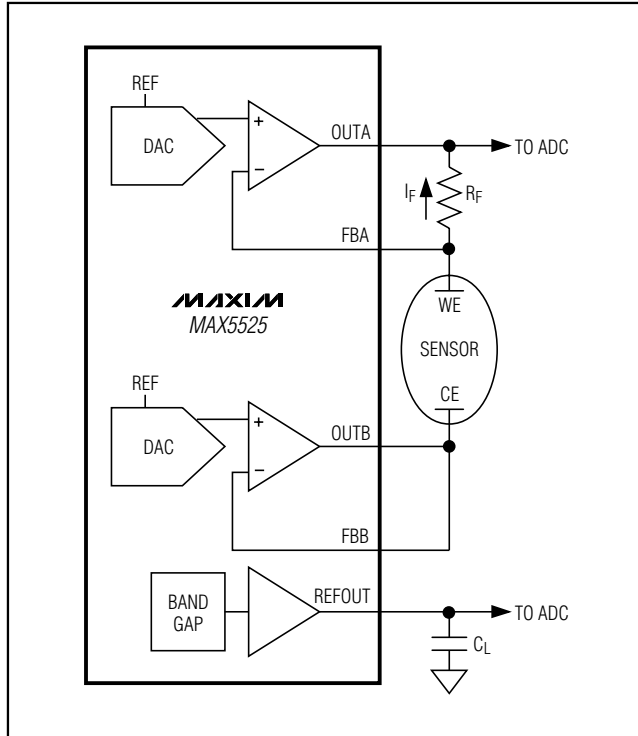 REF
DAC
+
−
OUTA
TO ADC
IF
RF
FBA
WE
MAXIM
MAX5525
SENSOR
CE
REF
DAC
+
−
OUTB
FBB
BAND
GAP
REFOUT
TO ADC
CL